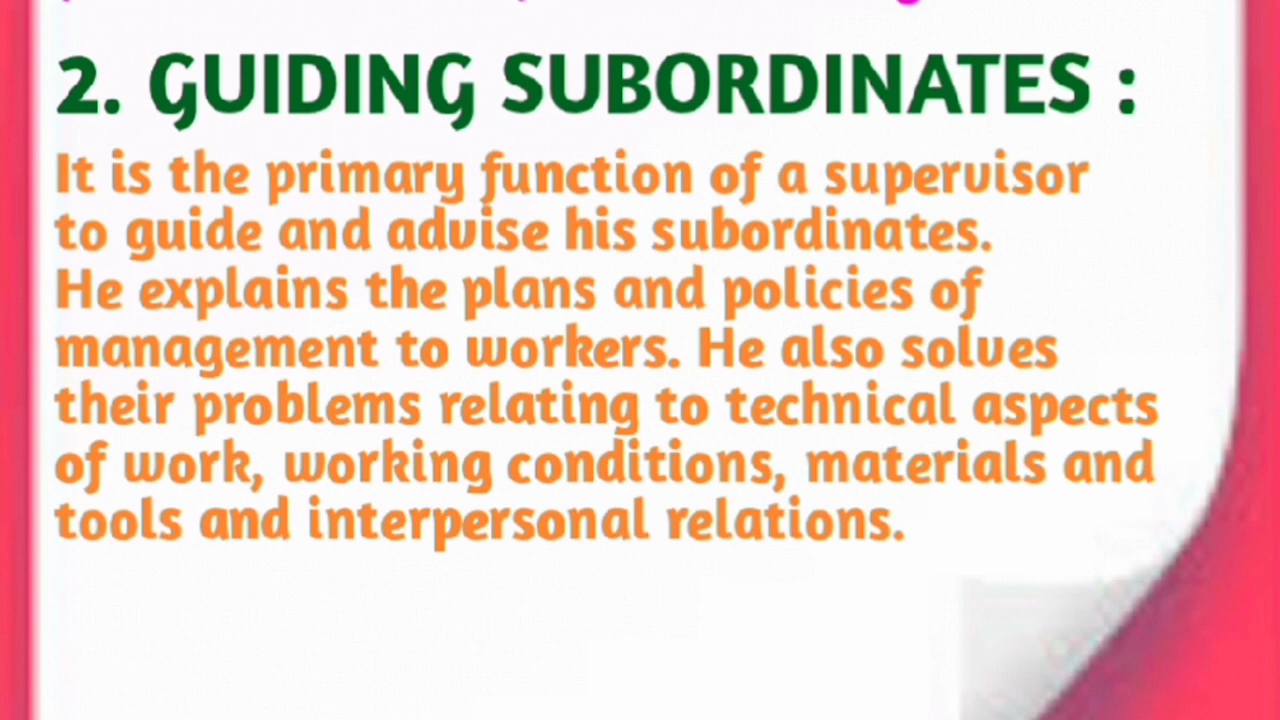 2. GUIDING SUBORDINATES :
It is the primary function of a supervisor
to guide and advise his subordinates.
He explains the plans and policies of
management to workers. He also solves
their problems relating to technical aspects
of work, working conditions, materials and
tools and interpersonal relations.